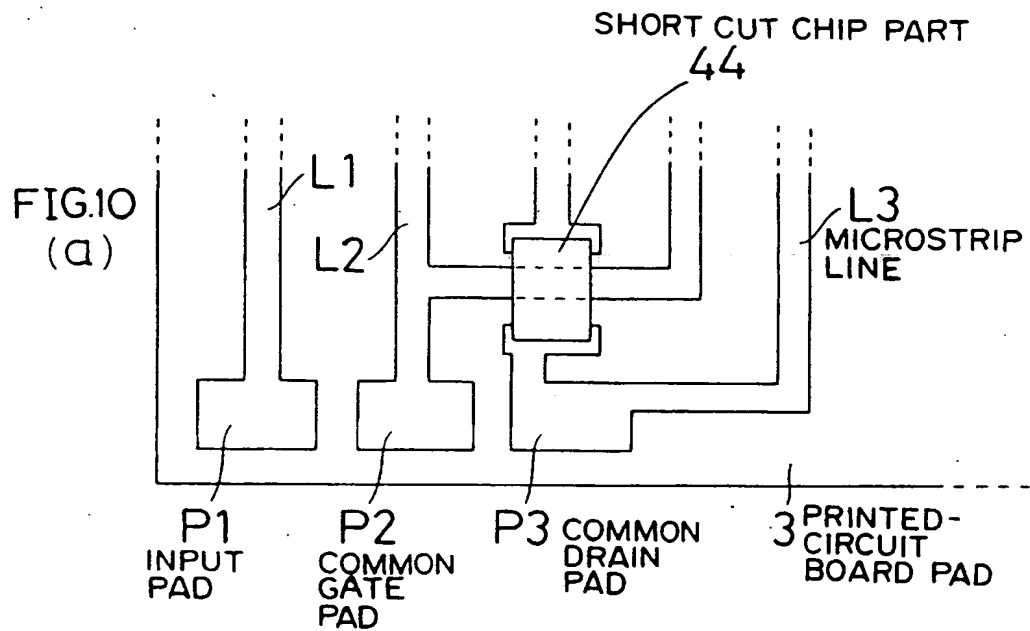 SHORT CUT CHIP PART
44
FIG.10
(a)
L1
L2
L3
MICROSTRIP
LINE
P1
INPUT
PAD
P2
COMMON
GATE
PAD
P3 COMMON
DRAIN
PAD
3 PRINTED-
CIRCUIT
BOARD PAD